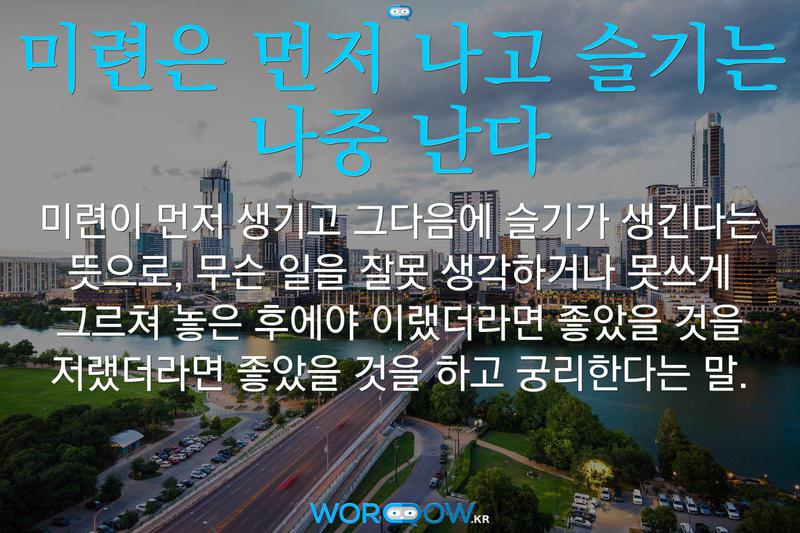 미련은 먼저 나고 슬기는
나중 난다
미련이 먼저 생기고 그다음에 슬기가 생긴다는
뜻으로, 무슨 일을 잘못 생각하거나 못쓰게
그르쳐 놓은 후에야 이랬더라면 좋았을 것을
저랬더라면 좋았을 것을 하고 궁리한다는 말.
WORQQOW.KR